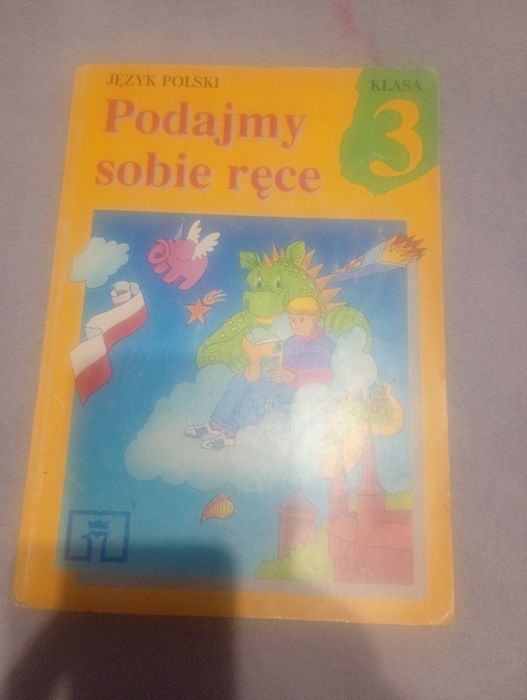 JĘZYK POLSKI
KLASA
3
Podajmy
sobie ręce